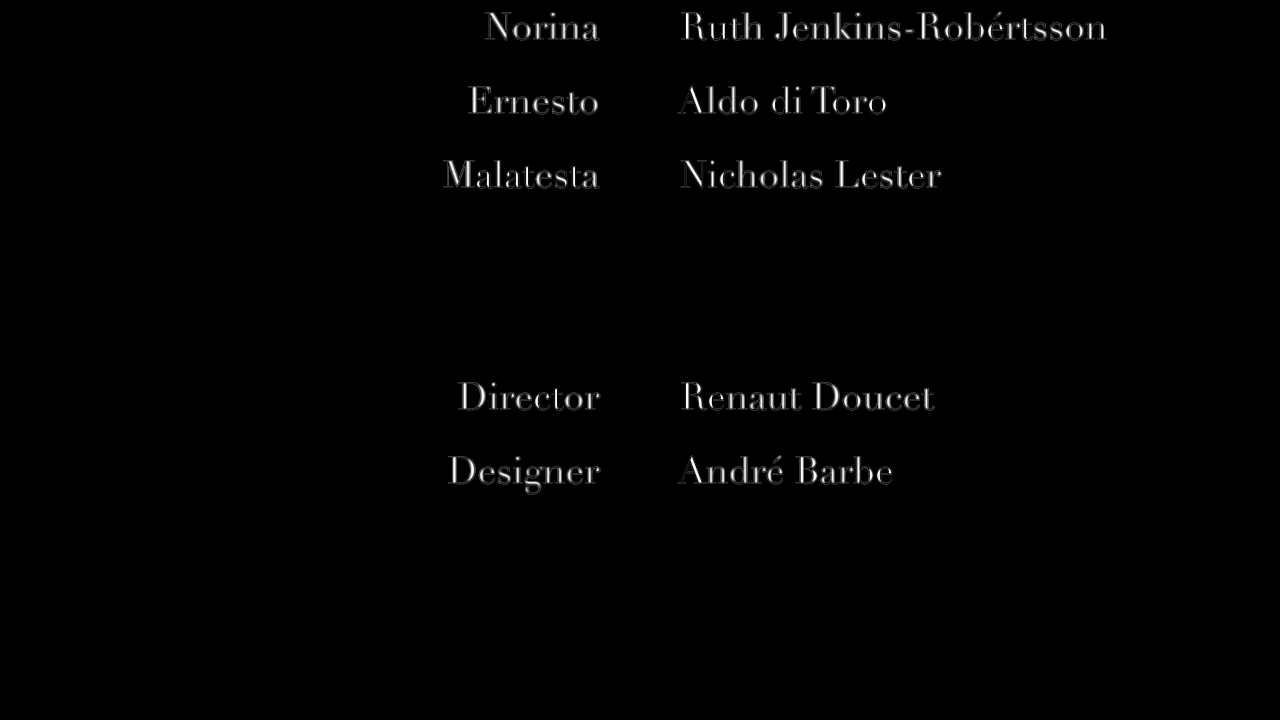 Norina Ruth Jenkins-Robértsson
Ernesto Aldo di Toro
Malatesta Nicholas Lester
Director Renaut Doucet
Designer André Barbe